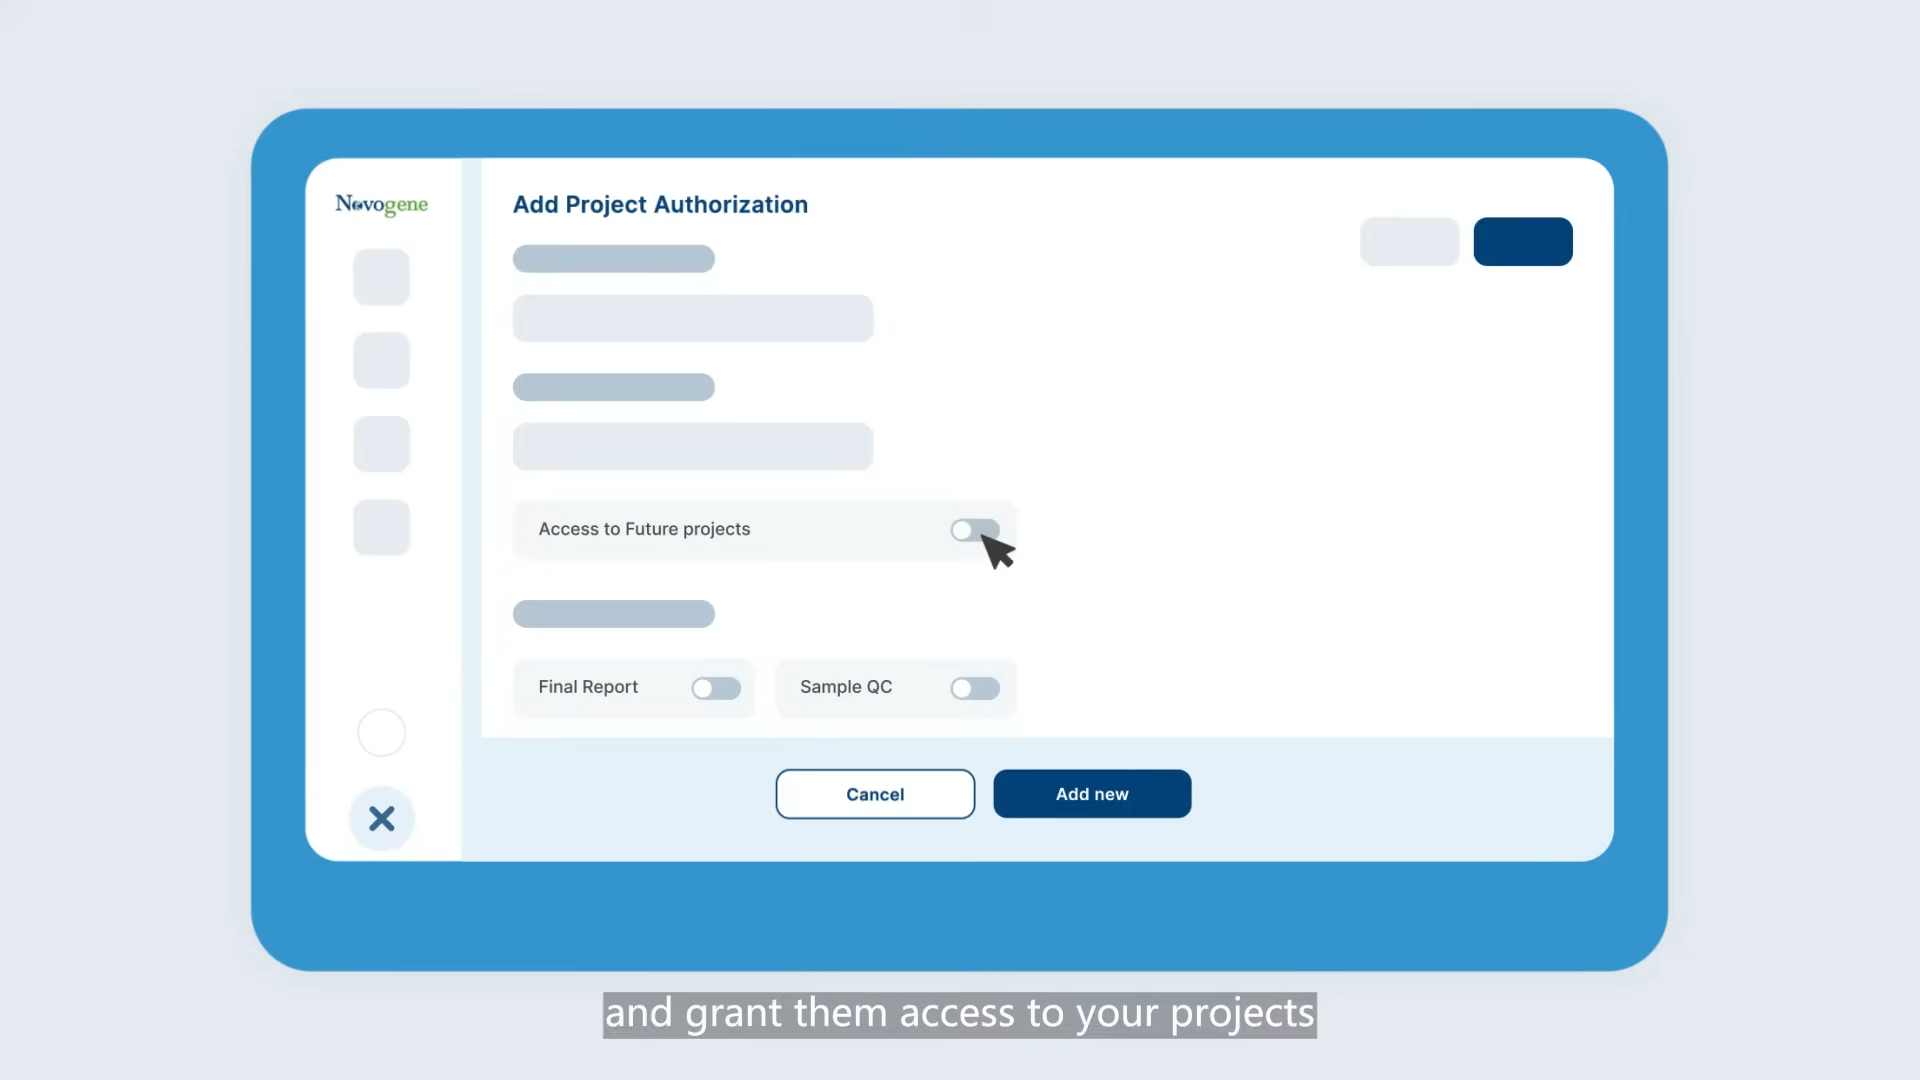 Novogene
Add Project Authorization
Access to Future projects
Final Report
Sample QC
Cancel
Add new
and grant them access to your projects